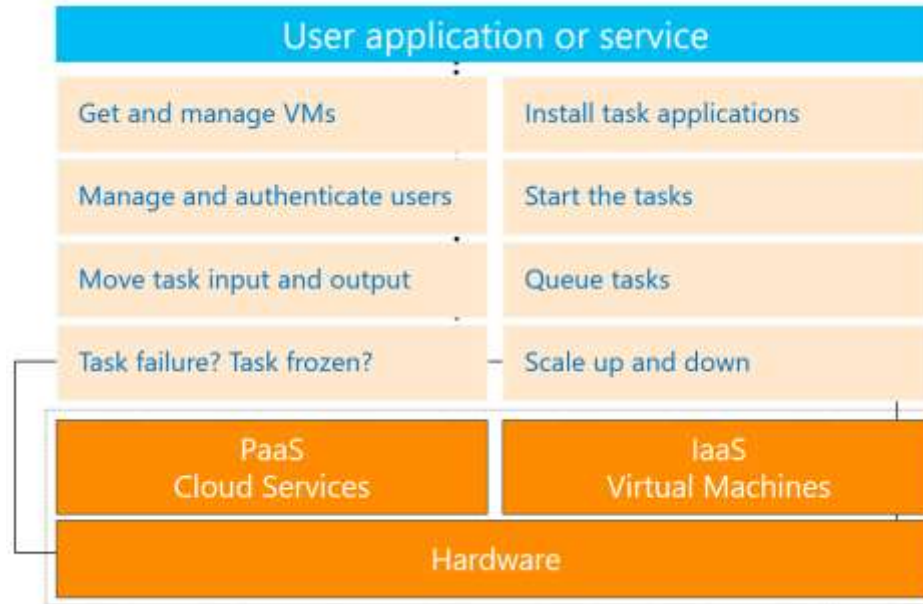 User application or service
Get and manage VMs
Install task applications
Manage and authenticate users
Start the tasks
Move task input and output
Queue tasks
Task failure? Task frozen?
Scale up and down
PaaS
Cloud Services
IaaS
Virtual Machines
Hardware